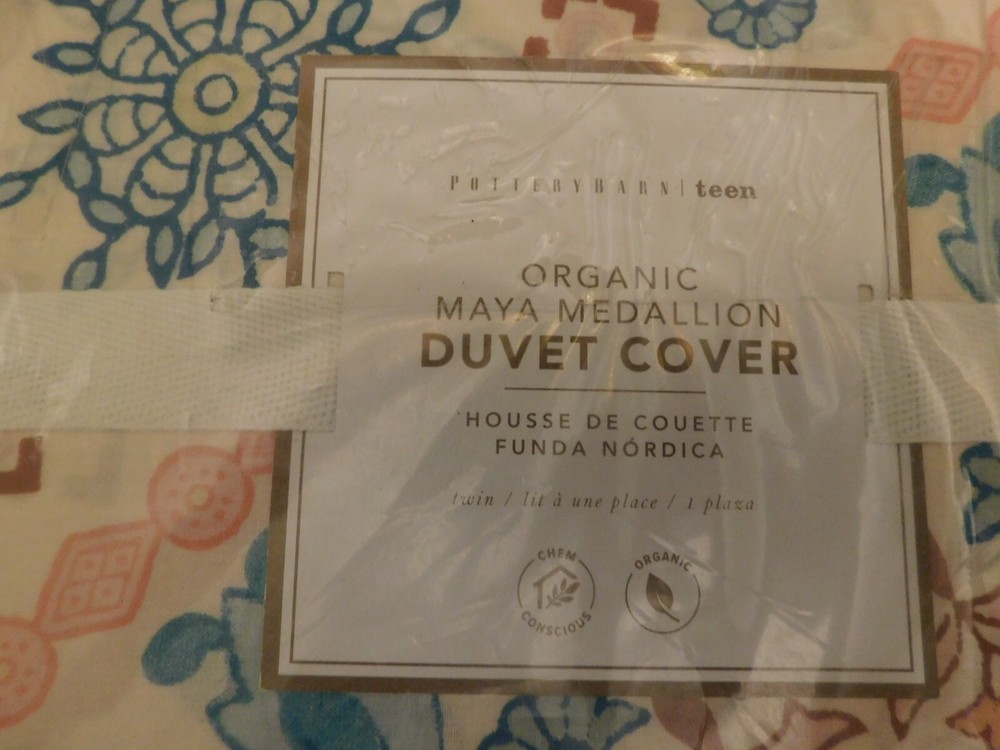 POTTERYBARN | teen
ORGANIC
MAYA MEDALLION
DUVET COVER
HOUSSE DE COUETTE
FUNDA NÓRDICA
twin / lit à une place / 1 plaza
CHEM CONSCIOUS
ORGANIC